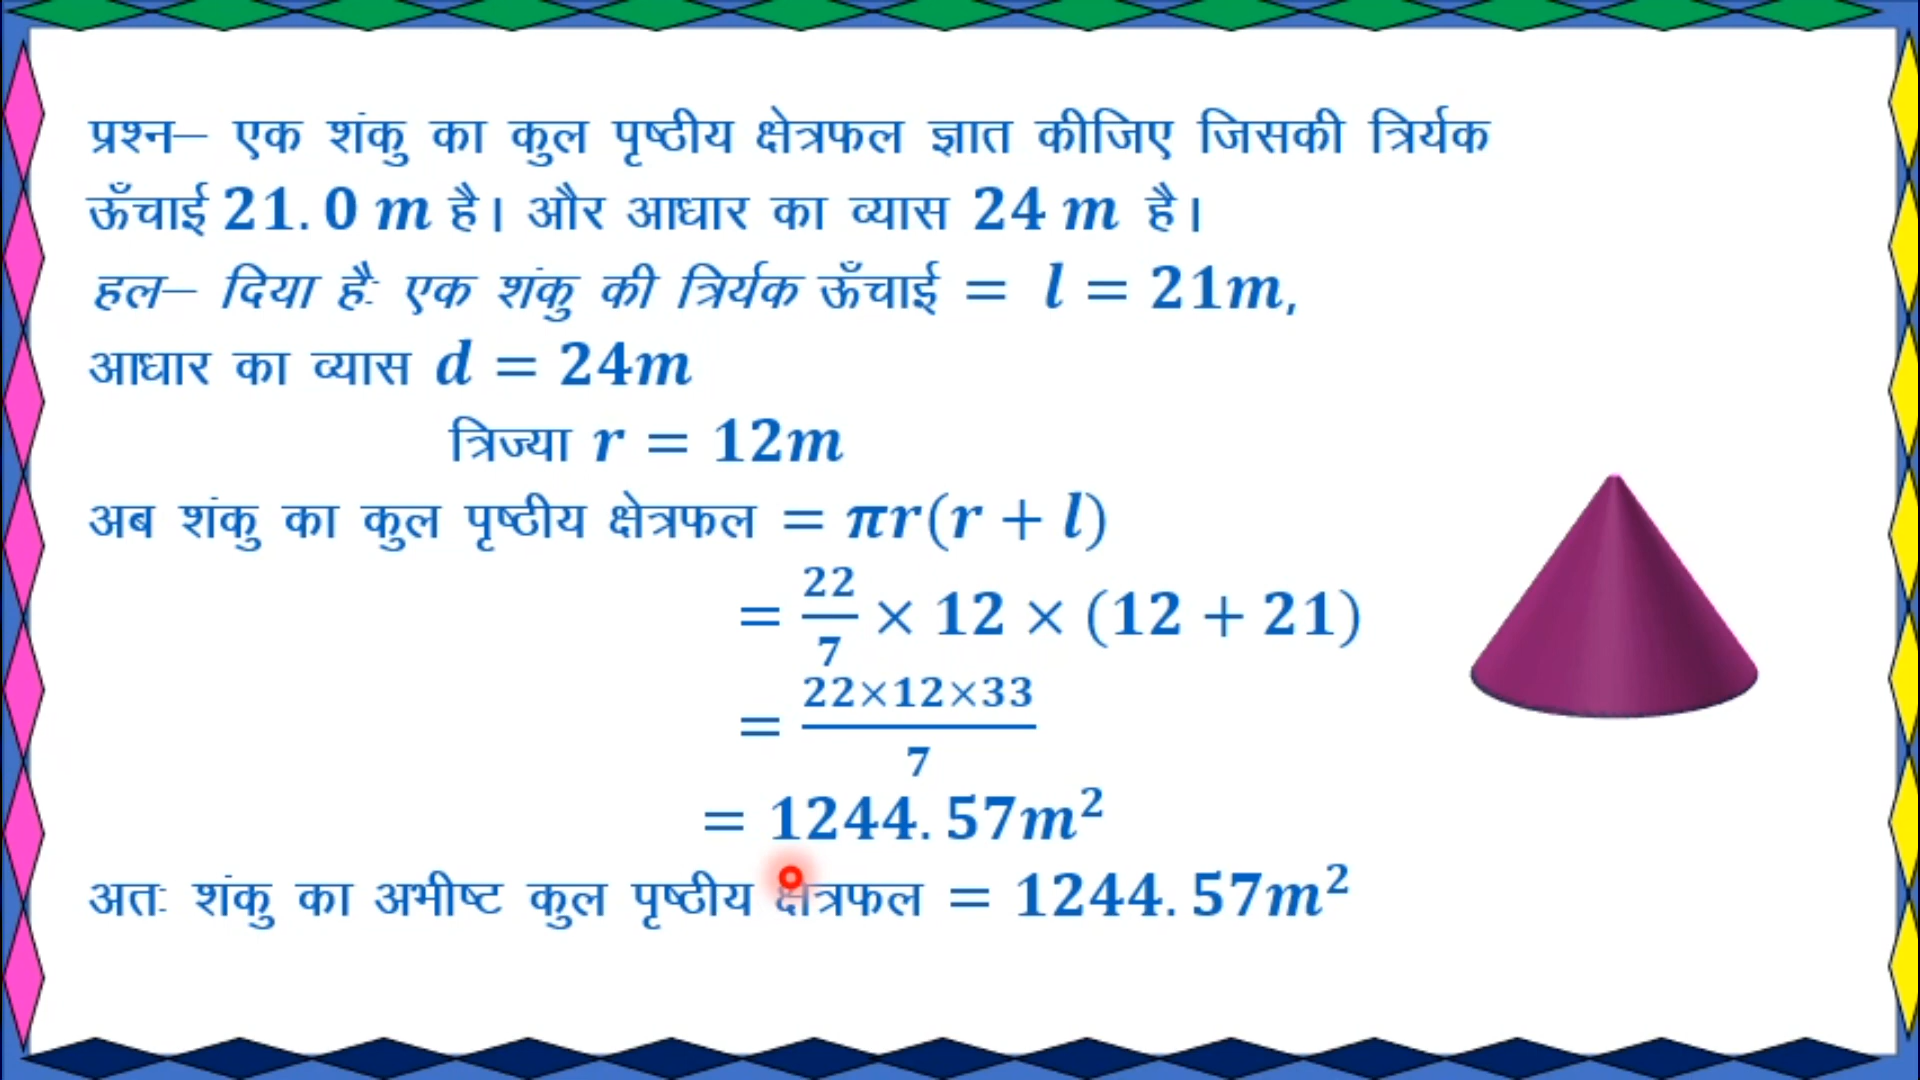 प्रश्न– एक शंकु का कुल पृष्ठीय क्षेत्रफल ज्ञात कीजिए जिसकी त्रिर्यक
ऊँचाई 21.0 m है। और आधार का व्यास 24 m है।
हल– दिया है: एक शंकु की त्रिर्यक ऊँचाई = l = 21m,
आधार का व्यास d = 24m
त्रिज्या r = 12m
अब शंकु का कुल पृष्ठीय क्षेत्रफल = πr(r + l)
= 22/7 × 12 × (12 + 21)
= 22×12×33/7
= 1244.57m²
अत: शंकु का अभीष्ट कुल पृष्ठीय क्षेत्रफल = 1244.57m²